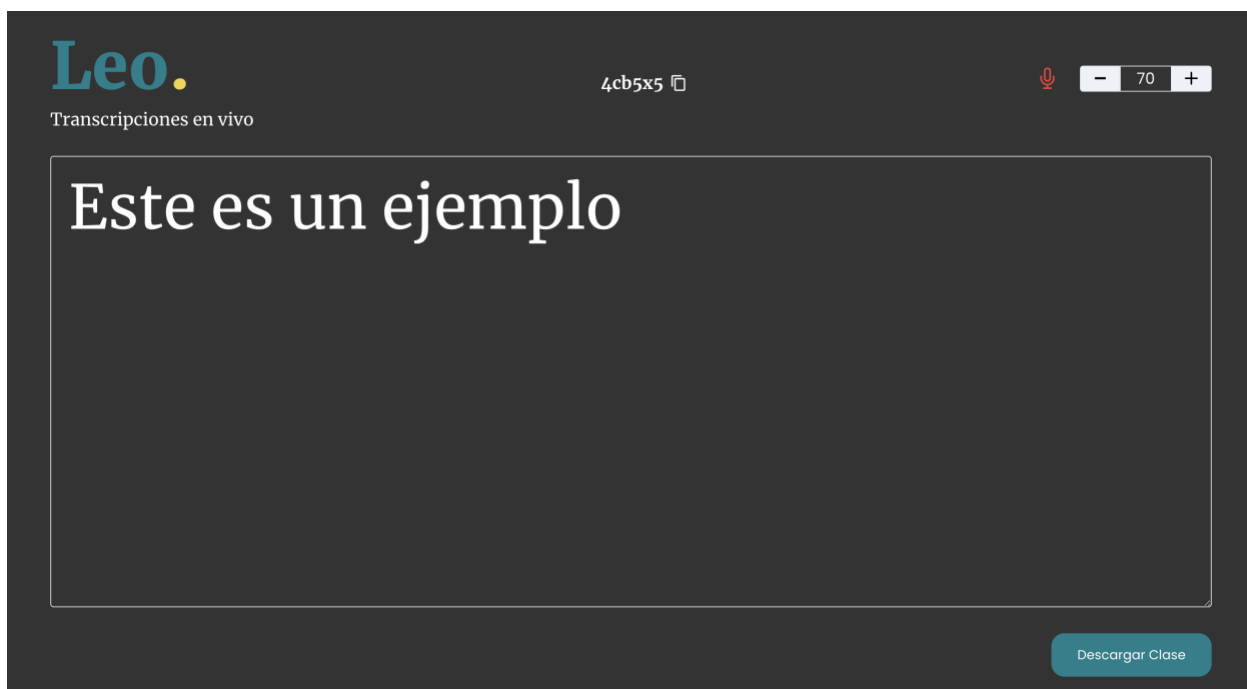 Leo.
4cb5x5
70
Transcripciones en vivo
Este es un ejemplo
Descargar Clase